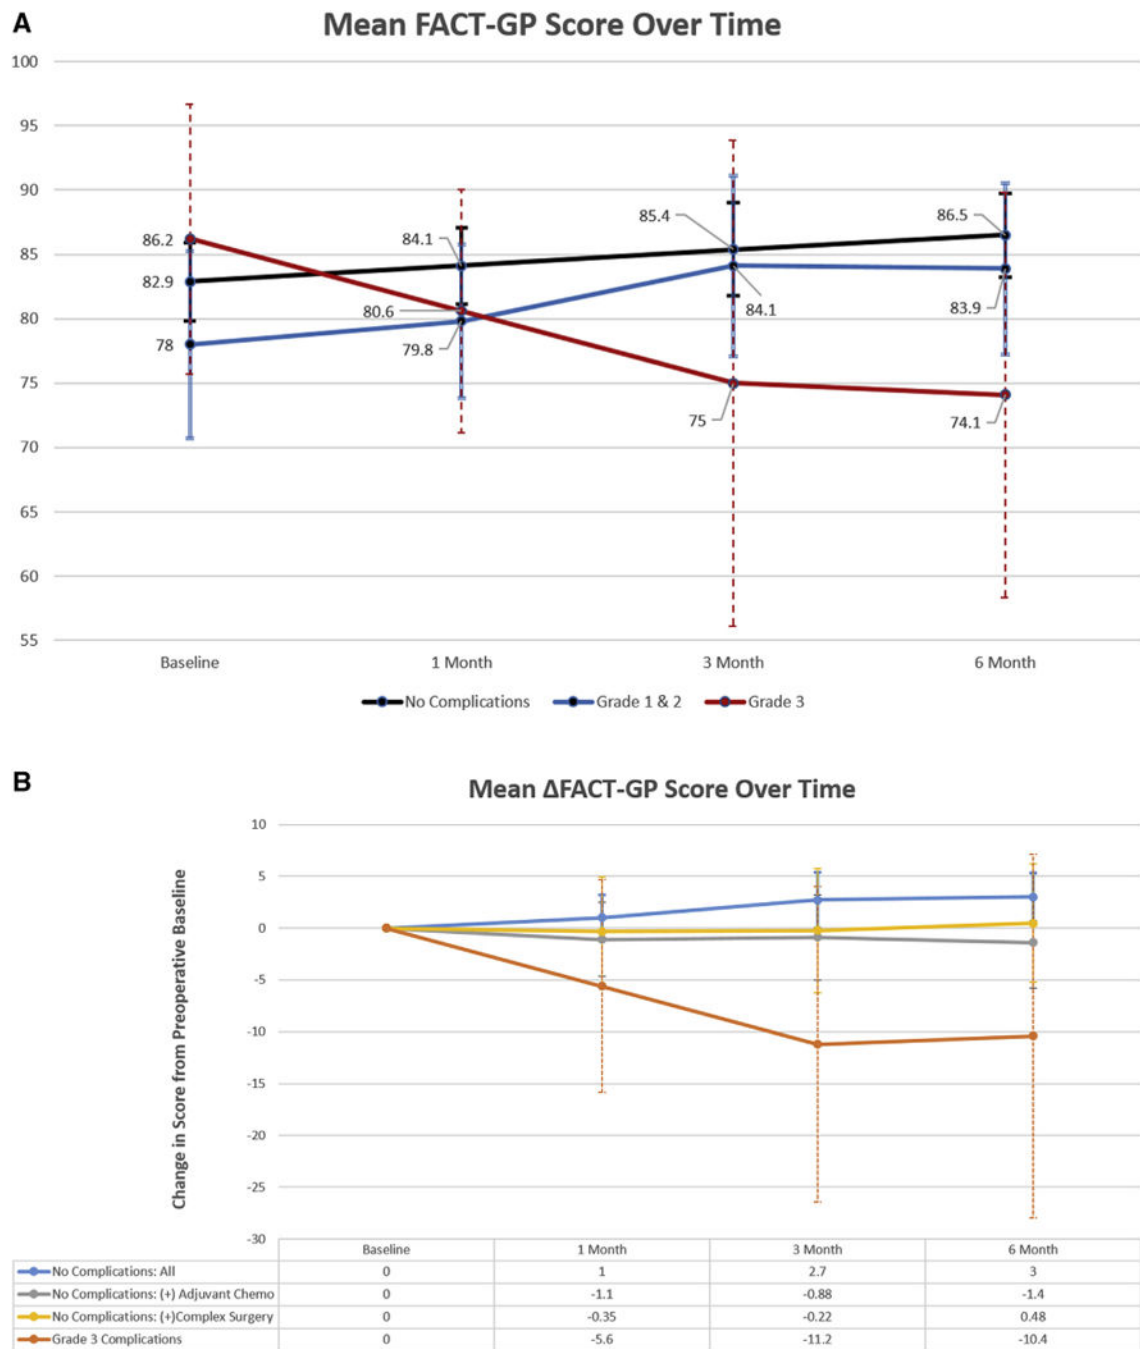 A
Mean FACT-GP Score Over Time
100
95
90
85
80
75
70
65
60
55
86.2
82.9
78
84.1
80.6
79.8
85.4
84.1
75
86.5
83.9
74.1
Baseline 1 Month 3 Month 6 Month
No Complications Grade 1 & 2 Grade 3
B
Mean ΔFACT-GP Score Over Time
Change in Score from Preoperative Baseline
10
5
0
-5
-10
-15
-20
-25
-30
Baseline 1 Month 3 Month 6 Month
No Complications: All 0 1 2.7 3
No Complications: (+) Adjuvant Chemo 0 -1.1 -0.88 -1.4
No Complications: (+)Complex Surgery 0 -0.35 -0.22 0.48
Grade 3 Complications 0 -5.6 -11.2 -10.4